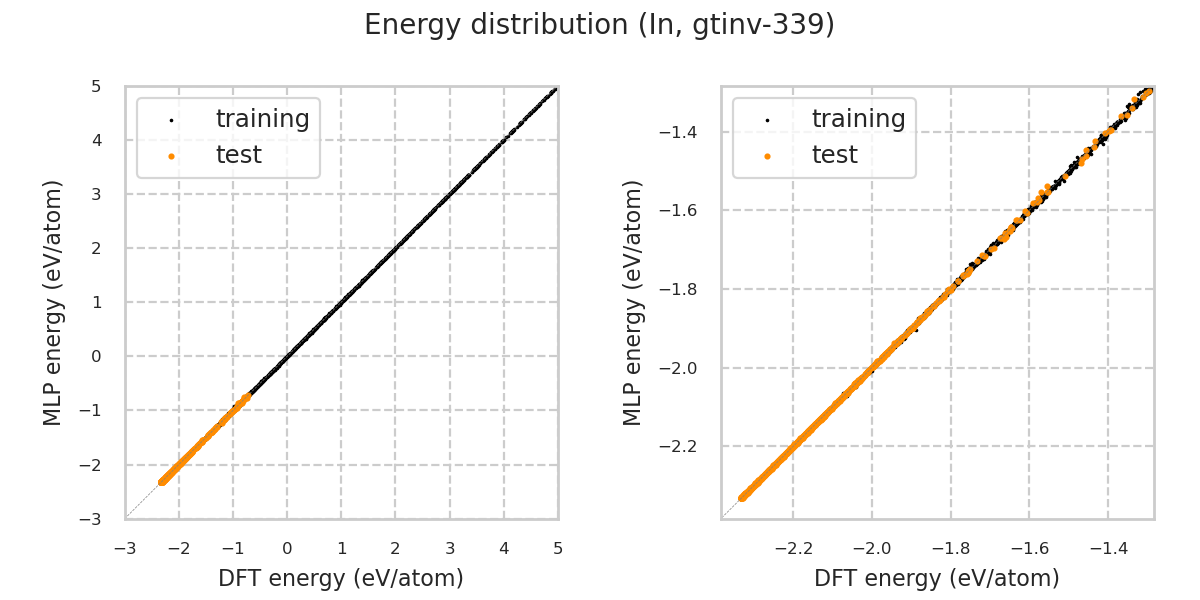 Energy distribution (In, gtinv-339)
training
test
5
4
3
2
1
0
−1
−2
−3
−3 −2 −1 0 1 2 3 4 5
MLP energy (eV/atom)
DFT energy (eV/atom)
training
test
−1.4
−1.6
−1.8
−2.0
−2.2
−2.2 −2.0 −1.8 −1.6 −1.4
MLP energy (eV/atom)
DFT energy (eV/atom)